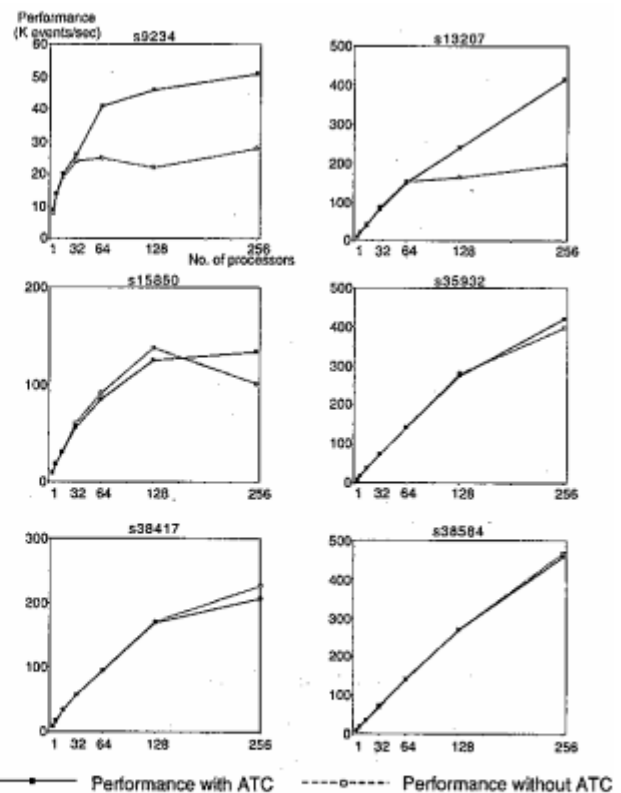 Performance
(K events/sec)
s9234
60
50
40
30
20
10
0
1 32 64 128 256
No. of processors
s13207
500
400
300
200
100
0
1 32 64 128 256
s15850
200
100
0
1 32 64 128 256
s35932
500
400
300
200
100
0
1 32 64 128 256
s38417
300
200
100
0
1 32 64 128 256
s38584
500
400
300
200
100
0
1 32 64 128 256
Performance with ATC Performance without ATC